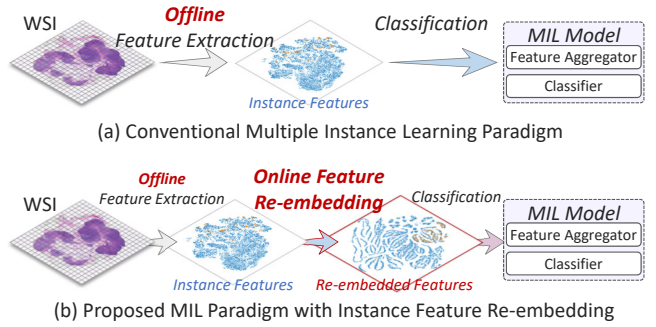 WSI
Offline
Feature Extraction
Classification
Instance Features
MIL Model
Feature Aggregator
Classifier
(a) Conventional Multiple Instance Learning Paradigm
WSI
Offline
Feature Extraction
Online Feature
Re-embedding
Classification
Instance Features
Re-embedded Features
MIL Model
Feature Aggregator
Classifier
(b) Proposed MIL Paradigm with Instance Feature Re-embedding